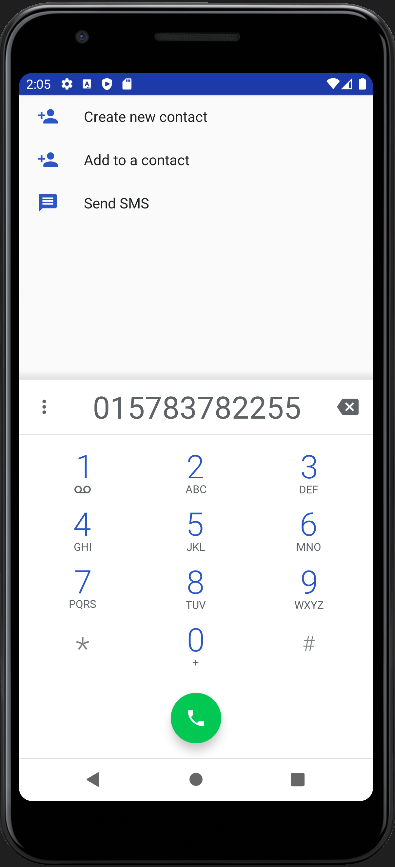 2:05
Create new contact
Add to a contact
Send SMS
015783782255
1 2 3
ABC DEF
4 5 6
GHI JKL MNO
7 8 9
PQRS TUV WXYZ
* 0 #
+